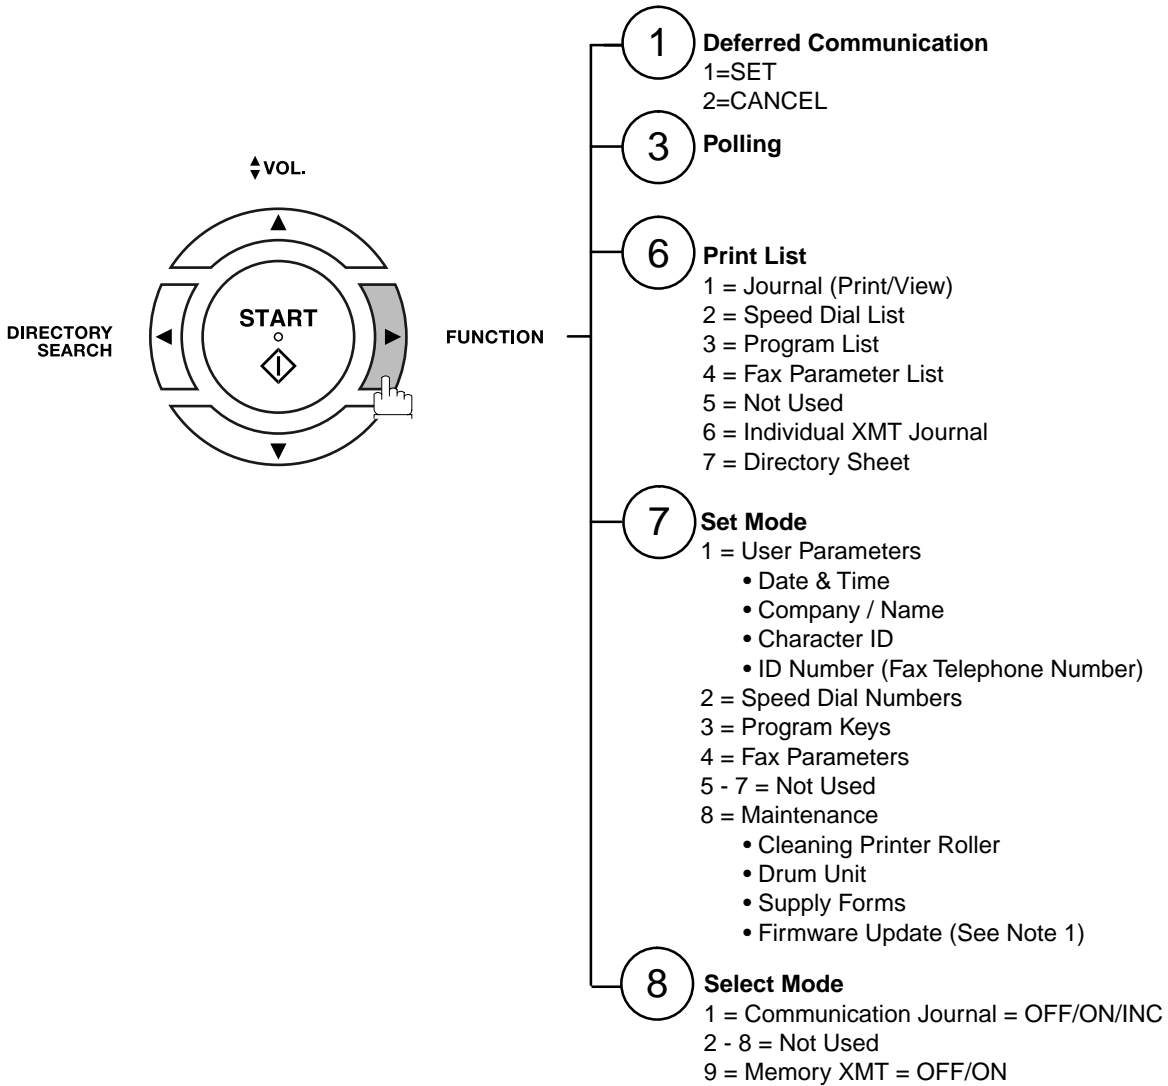 VOL.
START
DIRECTORY
SEARCH
FUNCTION
1
Deferred Communication
1=SET
2=CANCEL
3
Polling
6
Print List
1 = Journal (Print/View)
2 = Speed Dial List
3 = Program List
4 = Fax Parameter List
5 = Not Used
6 = Individual XMT Journal
7 = Directory Sheet
7
Set Mode
1 = User Parameters
• Date & Time
• Company / Name
• Character ID
• ID Number (Fax Telephone Number)
2 = Speed Dial Numbers
3 = Program Keys
4 = Fax Parameters
5 - 7 = Not Used
8 = Maintenance
• Cleaning Printer Roller
• Drum Unit
• Supply Forms
• Firmware Update (See Note 1)
8
Select Mode
1 = Communication Journal = OFF/ON/INC
2 - 8 = Not Used
9 = Memory XMT = OFF/ON